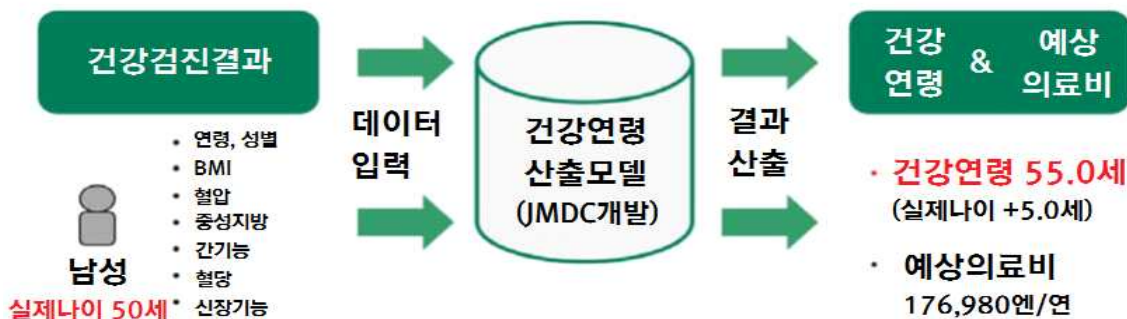 건강검진결과
남성
실제나이 50세
• 연령, 성별
• BMI
• 혈압
• 중성지방
• 간기능
• 혈당
• 신장기능
데이터
입력
건강연령
산출모델
(JMDC개발)
결과
산출
건강
연령
&
예상
의료비
· 건강연령 55.0세
(실제나이 +5.0세)
· 예상의료비
176,980엔/연